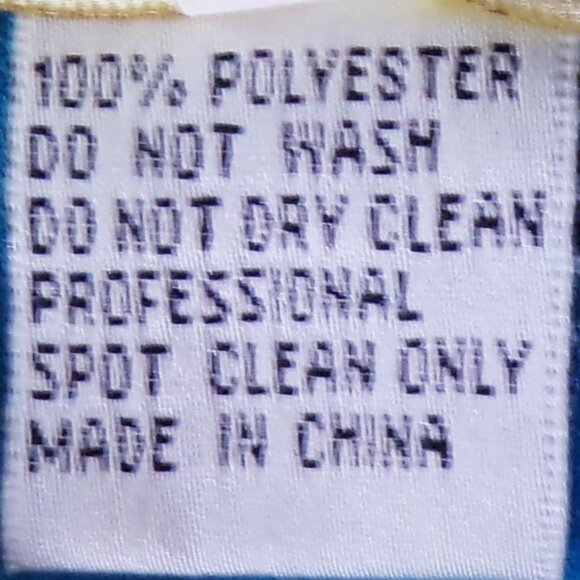 100% POLYESTER
DO NOT WASH
DO NOT DRY CLEAN
PROFESSIONAL
SPOT CLEAN ONLY
MADE IN CHINA